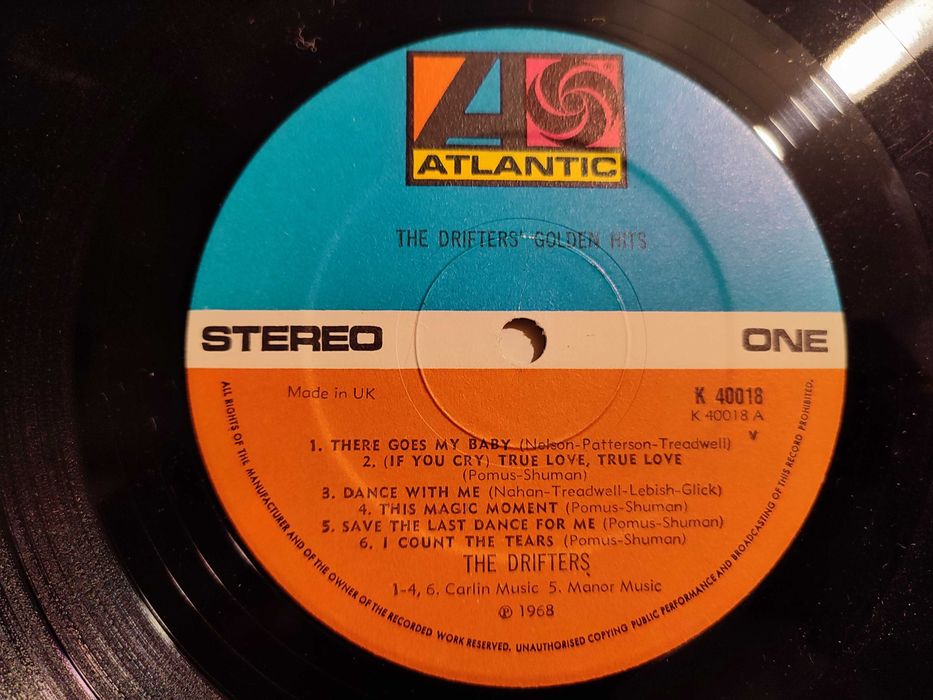 ATLANTIC
THE DRIFTERS' GOLDEN HITS
STEREO
ONE
Made in UK
K 40018
K 40018 A
1. THERE GOES MY BABY (Nelson-Patterson-Treadwell)
2. (IF YOU CRY) TRUE LOVE, TRUE LOVE
(Pomus-Shuman)
3. DANCE WITH ME (Nahan-Treadwell-Lebish-Glick)
4. THIS MAGIC MOMENT (Pomus-Shuman)
5. SAVE THE LAST DANCE FOR ME (Pomus-Shuman)
6. I COUNT THE TEARS (Pomus-Shuman)
THE DRIFTERS
1-4, 6. Carlin Music 5. Manor Music
℗ 1968
ALL RIGHTS OF THE MANUFACTURER AND OF THE OWNER OF THE RECORDED WORK RESERVED. UNAUTHORISED COPYING PUBLIC PERFORMANCE AND BROADCASTING OF THIS RECORD PROHIBITED.